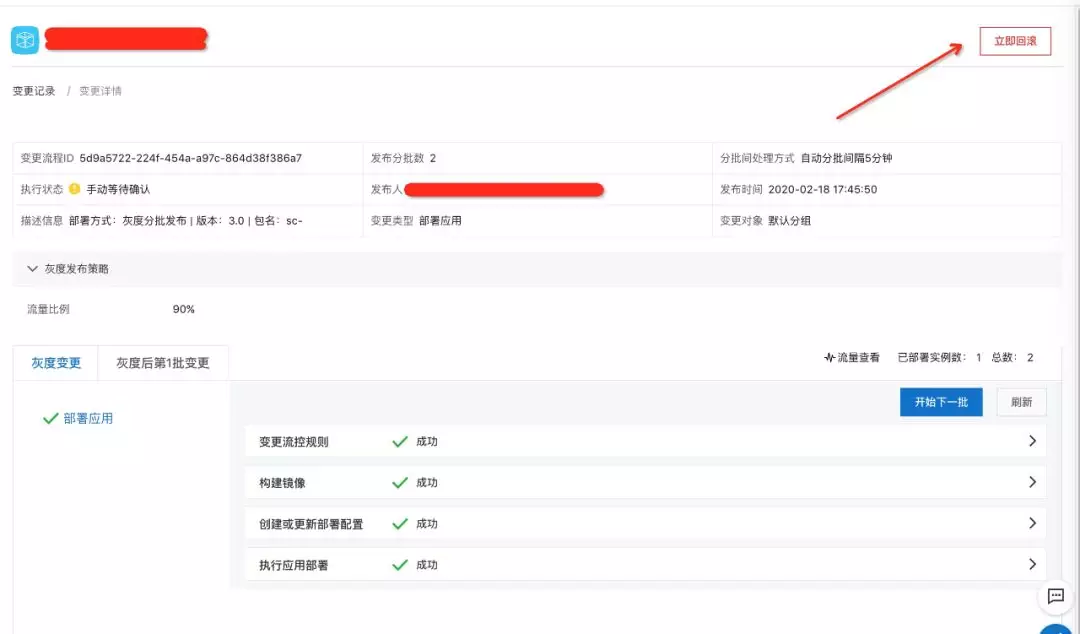 立即回滚
变更记录 / 变更详情
变更流程ID 5d9a5722-224f-454a-a97c-864d38f386a7 发布分批数 2 分批间处理方式 自动分批间隔5分钟
执行状态 手动等待确认 发布人 发布时间 2020-02-18 17:45:50
描述信息 部署方式：灰度分批发布 | 版本：3.0 | 包名：sc- 变更类型 部署应用 变更对象 默认分组
灰度发布策略
流量比例 90%
灰度变更 灰度后第1批变更 流量查看 已部署实例数： 1 总数： 2
开始下一批 刷新
部署应用
变更流控规则 成功
构建镜像 成功
创建或更新部署配置 成功
执行应用部署 成功